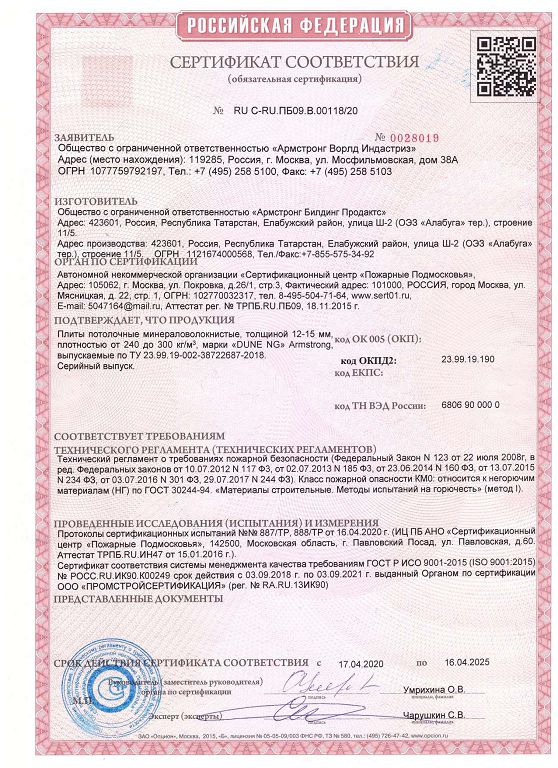 РОССИЙСКАЯ ФЕДЕРАЦИЯ
СЕРТИФИКАТ СООТВЕТСТВИЯ
(обязательная сертификация)
№ RU C-RU.ПБ09.В.00118/20
ЗАЯВИТЕЛЬ № 0028019
Общество с ограниченной ответственностью «Армстронг Ворлд Индастриз»
Адрес (место нахождения): 119285, Россия, г. Москва, ул. Мосфильмовская, дом 38А
ОГРН 1077759792197, Тел.: +7 (495) 258 5100, Факс: +7 (495) 258 5103
ИЗГОТОВИТЕЛЬ
Общество с ограниченной ответственностью «Армстронг Билдинг Продактс»
Адрес: 423601, Россия, Республика Татарстан, Елабужский район, улица Ш-2 (ОЭЗ «Алабуга» тер.), строение
11/5.
Адрес производства: 423601, Россия, Республика Татарстан, Елабужский район, улица Ш-2 (ОЭЗ «Алабуга»
тер.), строение 11/5. ОГРН 1121674000568, Тел./Факс:+7-855-575-34-92
ОРГАН ПО СЕРТИФИКАЦИИ
Автономной некоммерческой организации «Сертификационный центр «Пожарные Подмосковья»,
Адрес: 105062, г. Москва, ул. Покровка, д.26/1, стр.3, Фактический адрес: 101000, РОССИЯ, город Москва, ул.
Мясницкая, д. 22, стр. 1, ОГРН: 102770032317, тел. 8-495-504-71-64, www.sert01.ru,
E-mail: 5047164@mail.ru, Аттестат рег. № ТРПБ.RU.ПБ09, 18.11.2015 г.
ПОДТВЕРЖДАЕТ, ЧТО ПРОДУКЦИЯ
Плиты потолочные минераловолокнистые, толщиной 12-15 мм,
плотностью от 240 до 300 кг/м³, марки «DUNE NG» Armstrong,
выпускаемые по ТУ 23.99.19-002-38722687-2018.
Серийный выпуск.
код ОК 005 (ОКП):
код ОКПД2: 23.99.19.190
код ЕКПС:
код ТН ВЭД России: 6806 90 000 0
СООТВЕТСТВУЕТ ТРЕБОВАНИЯМ
ТЕХНИЧЕСКОГО РЕГЛАМЕНТА (ТЕХНИЧЕСКИХ РЕГЛАМЕНТОВ)
Технический регламент о требованиях пожарной безопасности (Федеральный Закон N 123 от 22 июля 2008г, в
ред. Федеральных законов от 10.07.2012 N 117 ФЗ, от 02.07.2013 N 185 ФЗ, от 23.06.2014 N 160 ФЗ, от 13.07.2015
N 234 ФЗ, от 03.07.2016 N 301 ФЗ, 29.07.2017 N 244 ФЗ). Класс пожарной опасности КМ0: относится к негорючим
материалам (НГ) по ГОСТ 30244-94. «Материалы строительные. Методы испытаний на горючесть» (метод I).
ПРОВЕДЕННЫЕ ИССЛЕДОВАНИЯ (ИСПЫТАНИЯ) И ИЗМЕРЕНИЯ
Протоколы сертификационных испытаний №№ 887/ТР, 888/ТР от 16.04.2020 г. (ИЦ ПБ АНО «Сертификационный
центр «Пожарные Подмосковья», 142500, Московская область, г. Павловский Посад, ул. Павловская, д.60.
Аттестат ТРПБ.RU.ИН47 от 15.01.2016 г.).
Сертификат соответствия системы менеджмента качества требованиям ГОСТ Р ИСО 9001-2015 (ISO 9001:2015)
№ РОСС RU.ИК90.К00249 срок действия с 03.09.2018 г. по 03.09.2021 г. выданный Органом по сертификации
ООО «ПРОМСТРОЙСЕРТИФИКАЦИЯ» (рег. № RA.RU.13ИК90)
ПРЕДСТАВЛЕННЫЕ ДОКУМЕНТЫ
СРОК ДЕЙСТВИЯ СЕРТИФИКАТА СООТВЕТСТВИЯ с 17.04.2020 по 16.04.2025
Руководитель (заместитель руководителя)
органа по сертификации Умрихина О.В.
подпись инициалы, фамилия
М.П.
Эксперт (эксперты) Чарушкин С.В.
подпись инициалы, фамилия
ЗАО «Опцион», Москва, 2015, «Б», лицензия № 05-05-09/003 ФНС РФ, ТЗ № 580, тел.: (495) 726-47-42, www.opcion.ru